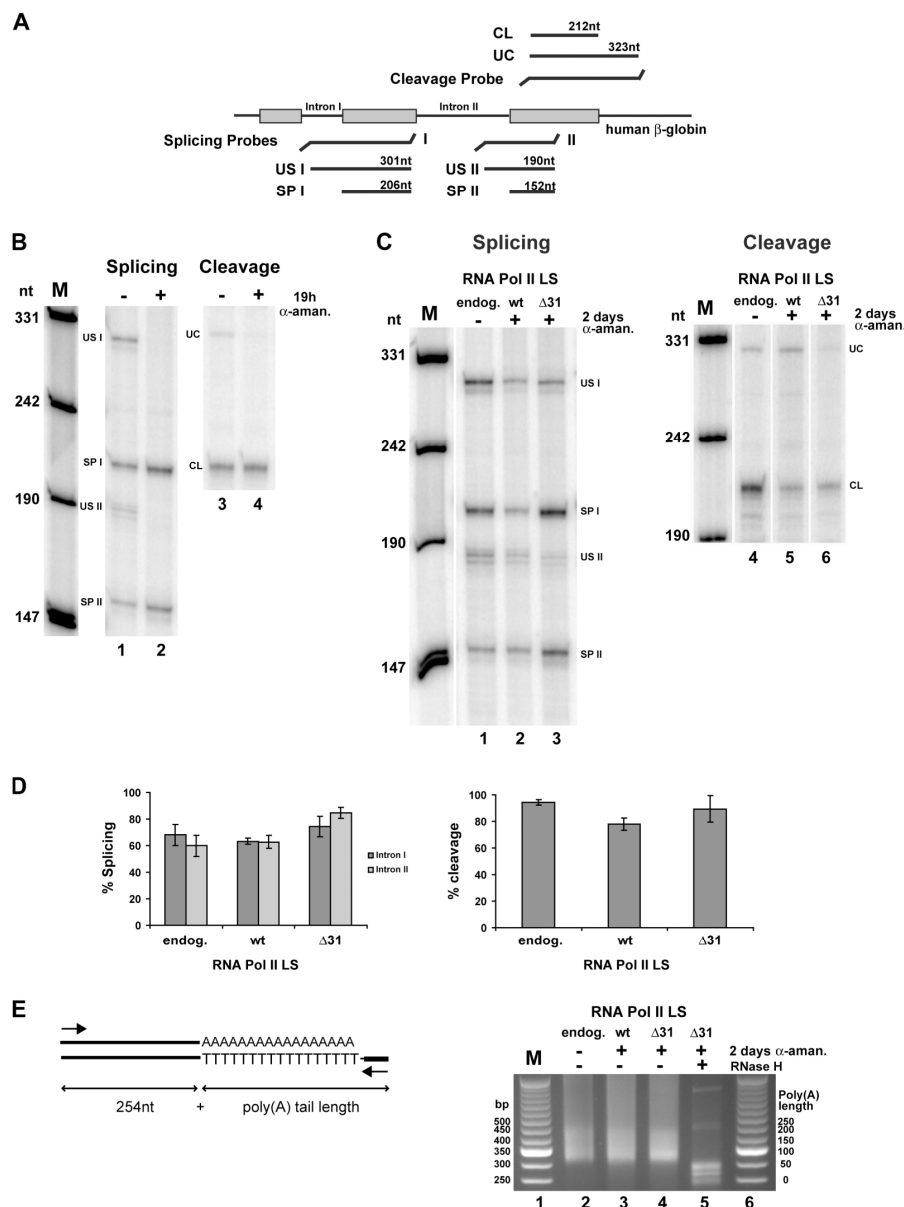 A
CL 212nt
UC 323nt
Cleavage Probe
Intron I Intron II
human β-globin
Splicing Probes I II
US I 301nt US II 190nt
SP I 206nt SP II 152nt
B
Splicing Cleavage
nt M - + - + 19h
α-aman.
331
US I UC
242
SP I CL
190
US II
SP II
147
1 2 3 4
C
Splicing
RNA Pol II LS
endog. wt Δ31
nt M - + + 2 days
α-aman.
331
US I
242
SP I
190
US II
SP II
147
1 2 3
Cleavage
RNA Pol II LS
endog. wt Δ31
nt M - + + 2 days
α-aman.
331
UC
242
CL
190
4 5 6
D
% Splicing
100
80
60
40
20
0
endog. wt Δ31
RNA Pol II LS
Intron I
Intron II
% cleavage
100
80
60
40
20
0
endog. wt Δ31
RNA Pol II LS
E
AAAAAAAAAAAAAAAAA
TTTTTTTTTTTTTTTTT
254nt + poly(A) tail length
RNA Pol II LS
endog. wt Δ31 Δ31
- + + + 2 days α-aman.
M - - - + RNase H
bp Poly(A)
length
500 250
450 200
400 150
350 100
300 50
250 0
1 2 3 4 5 6